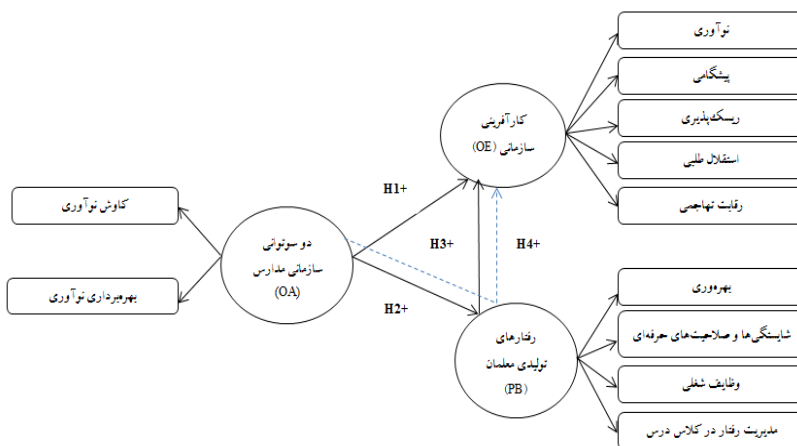 نوآوری
پیشگامی
ریسک‌پذیری
استقلال طلبی
رقابت تهاجمی
کارآفرینی
سازمانی (OE)
H1+
کاوش نوآوری
دو سوتوانی
سازمانی مدارس
(OA)
بهره‌برداری نوآوری
H3+
H4+
H2+
رفتارهای
تولیدی معلمان
(PB)
بهره‌وری
شایستگی‌ها و صلاحیت‌های حرفه‌ای
وظایف شغلی
مدیریت رفتار در کلاس درس